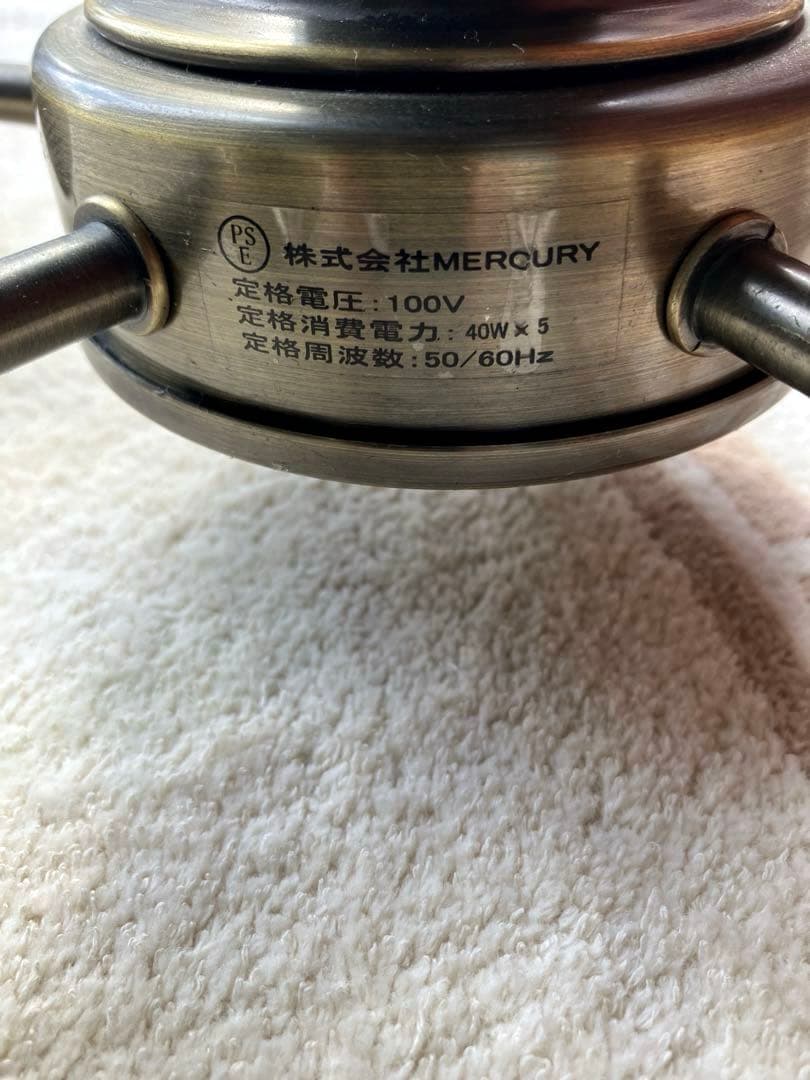 PSE 株式会社MERCURY
定格電圧:100V
定格消費電力:40W×5
定格周波数:50/60Hz